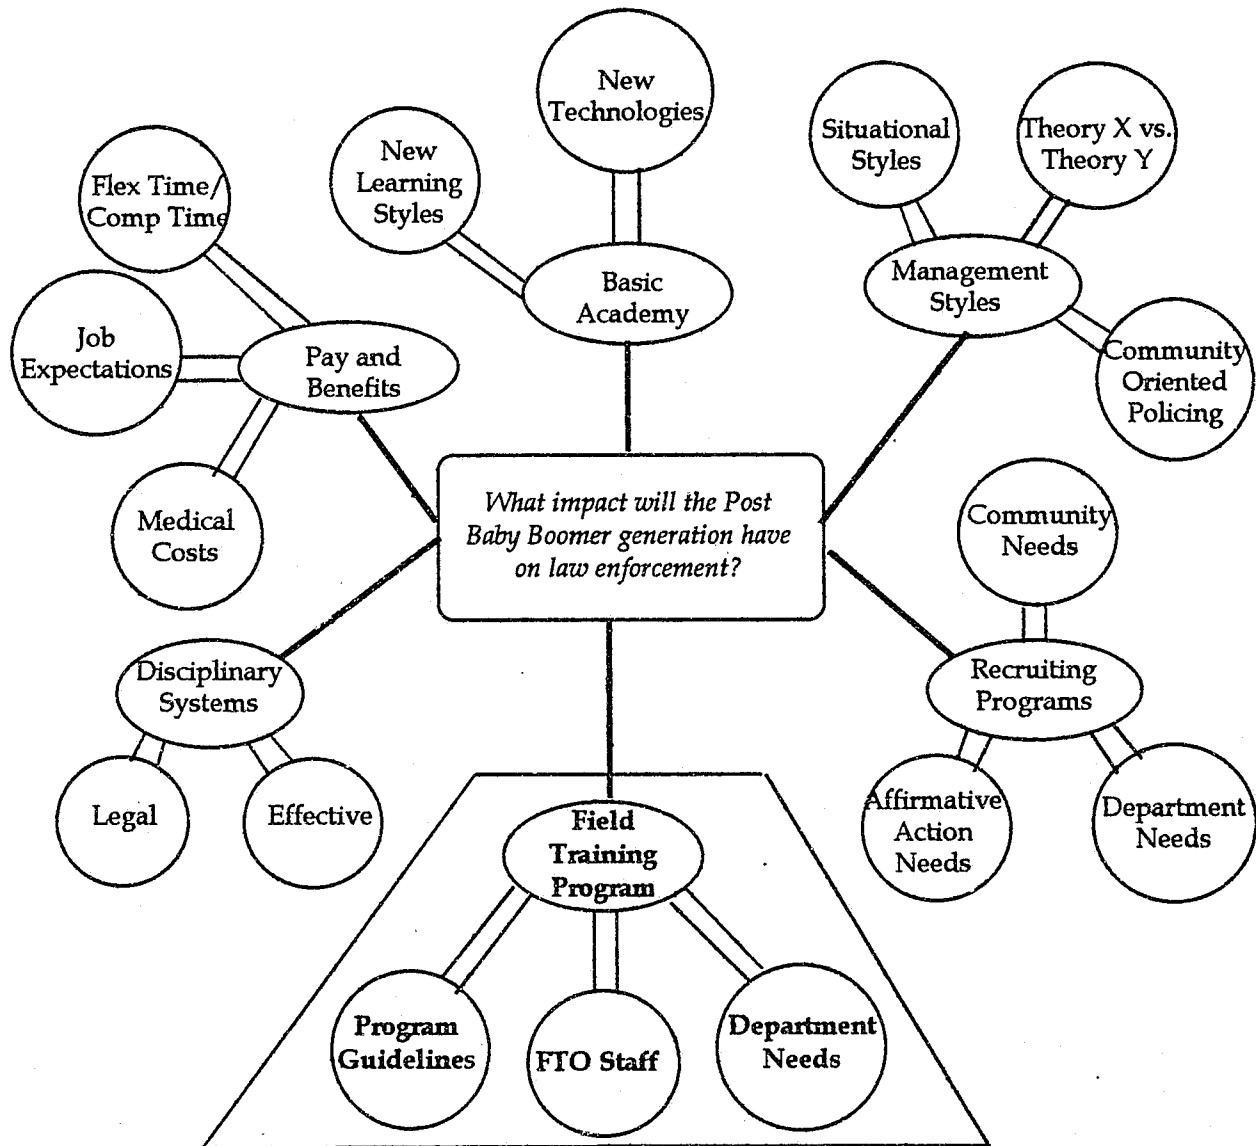 New
Technologies
Situational
Styles
Theory X vs.
Theory Y
New
Learning
Styles
Flex Time/
Comp Time
Basic
Academy
Management
Styles
Job
Expectations
Pay and
Benefits
Community
Oriented
Policing
What impact will the Post
Baby Boomer generation have
on law enforcement?
Medical
Costs
Community
Needs
Disciplinary
Systems
Recruiting
Programs
Legal
Effective
Affirmative
Action
Needs
Department
Needs
Field
Training
Program
Program
Guidelines
FTO Staff
Department
Needs